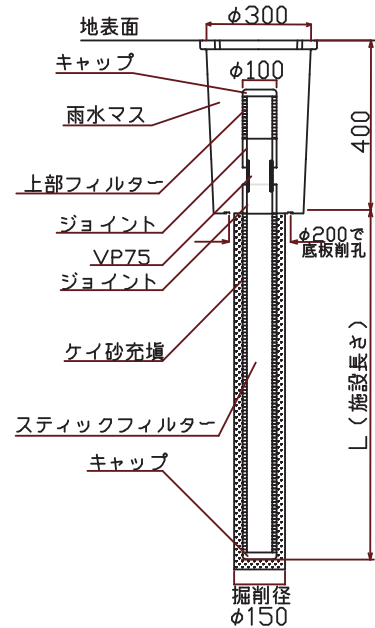 φ300
地表面
キャップ
φ100
雨水マス
400
上部フィルター
ジョイント
φ200で
底板削孔
VP75
ジョイント
ケイ砂充塡
L(施設長さ)
スティックフィルター
キャップ
掘削径
φ150